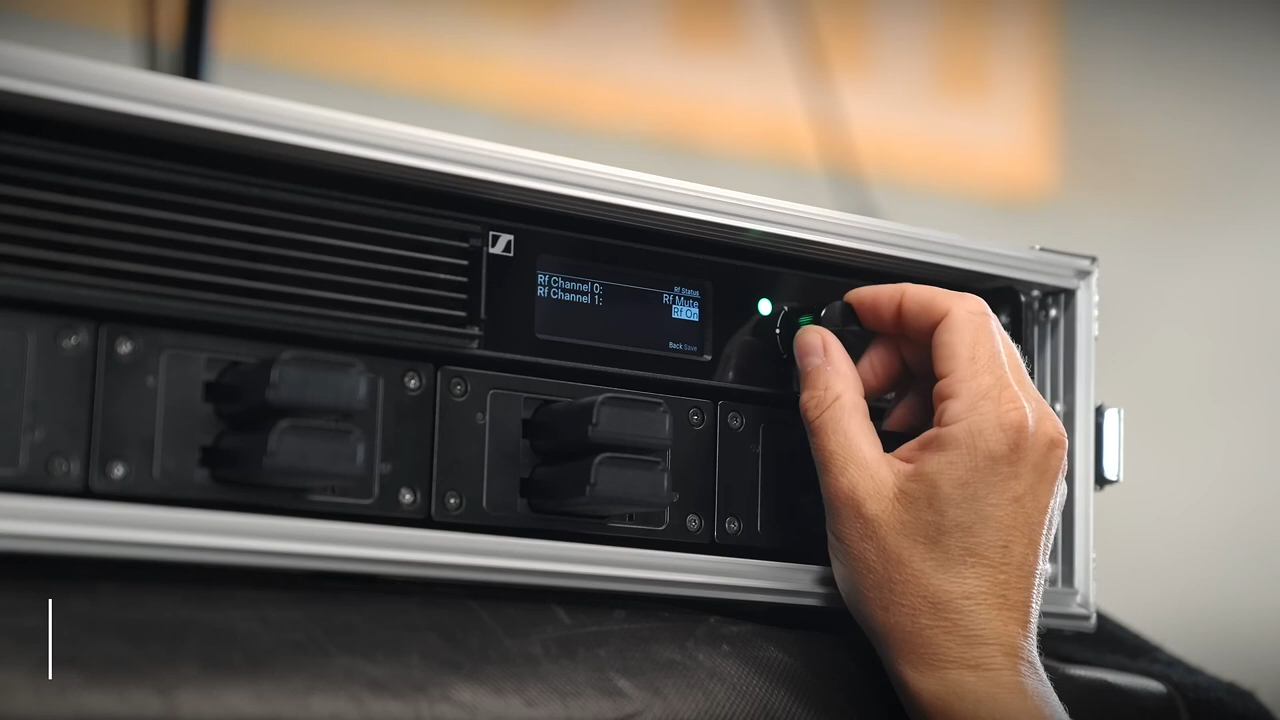 Rf Status
Rf Channel 0: Rf Mute
Rf Channel 1: Rf On
Back Save